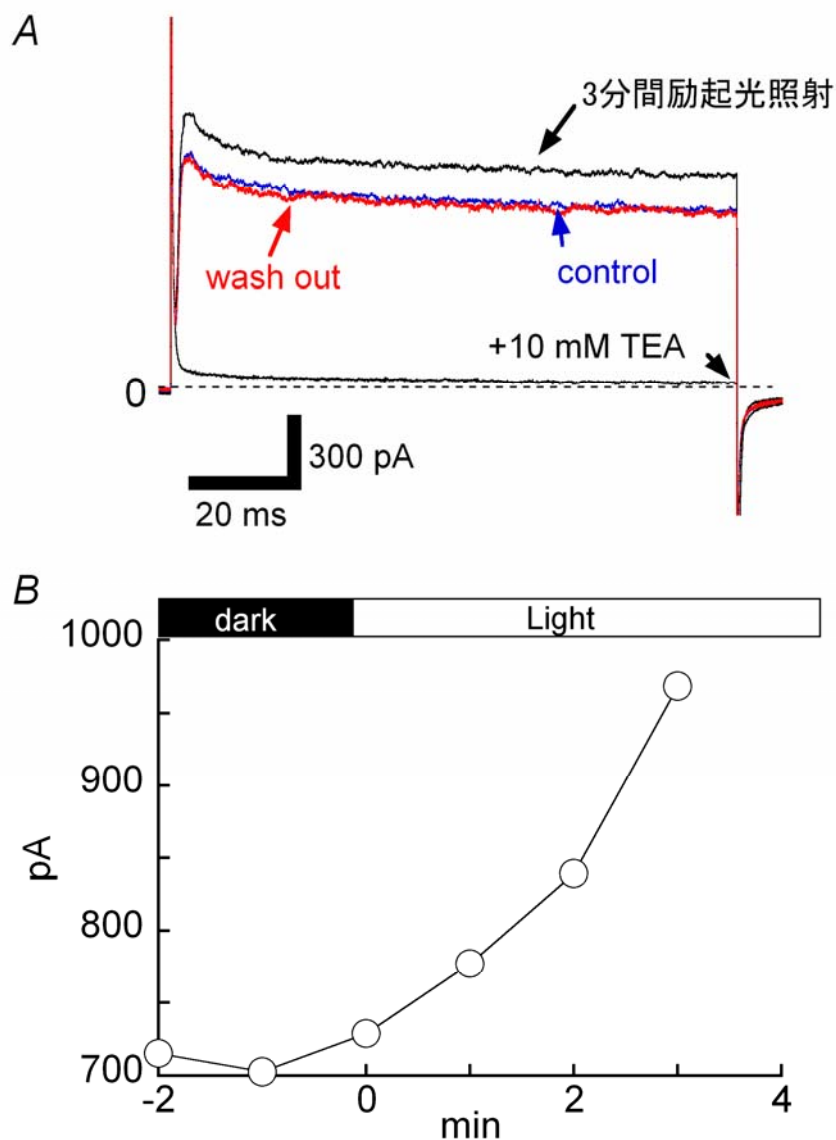 A
3分間励起光照射
wash out
control
+10 mM TEA
0
300 pA
20 ms
B
dark
Light
1000
900
800
700
pA
-2
0
2
4
min